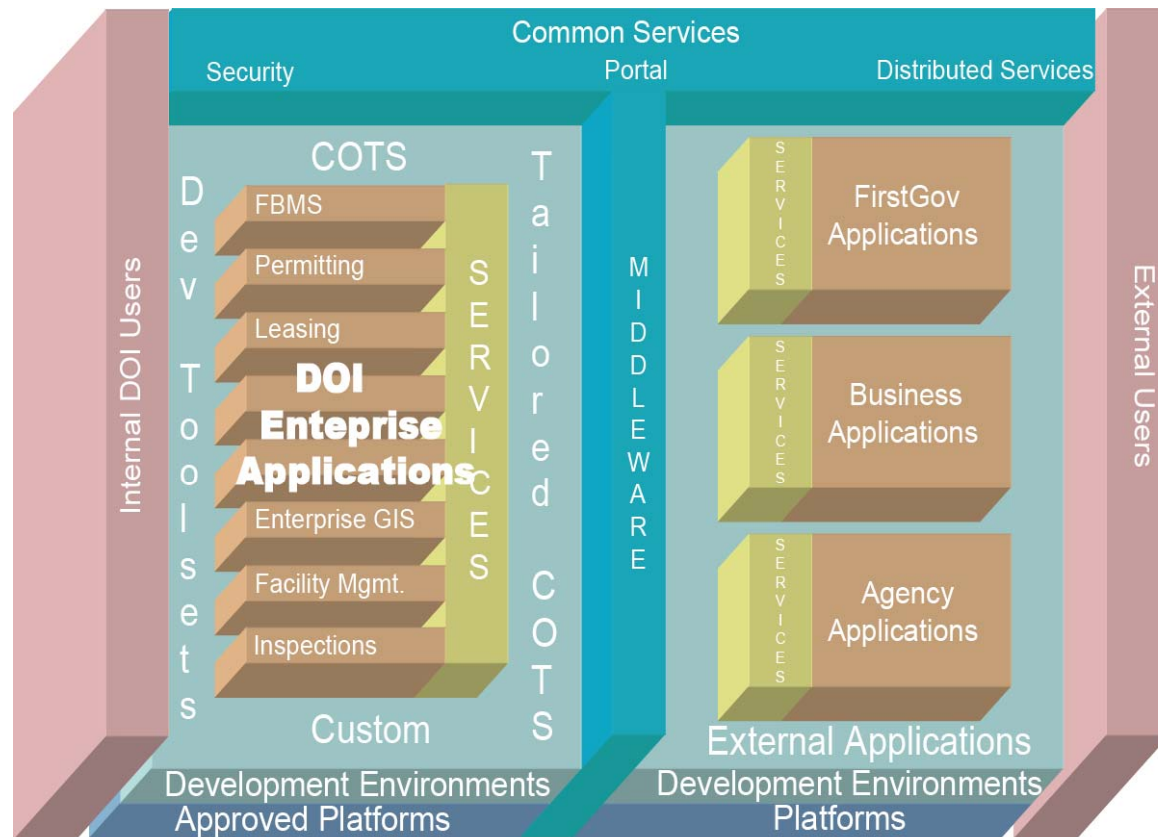 Common Services
Security
Portal
Distributed Services
Internal DOI Users
Dev Toolsets
COTS
FBMS
Permitting
Leasing
DOI
Enteprise
Applications
Enterprise GIS
Facility Mgmt.
Inspections
SERVICES
Tailored COTS
Custom
MIDDLEWARE
SERVICES
FirstGov
Applications
SERVICES
Business
Applications
SERVICES
Agency
Applications
External Applications
External Users
Development Environments
Approved Platforms
Development Environments
Platforms